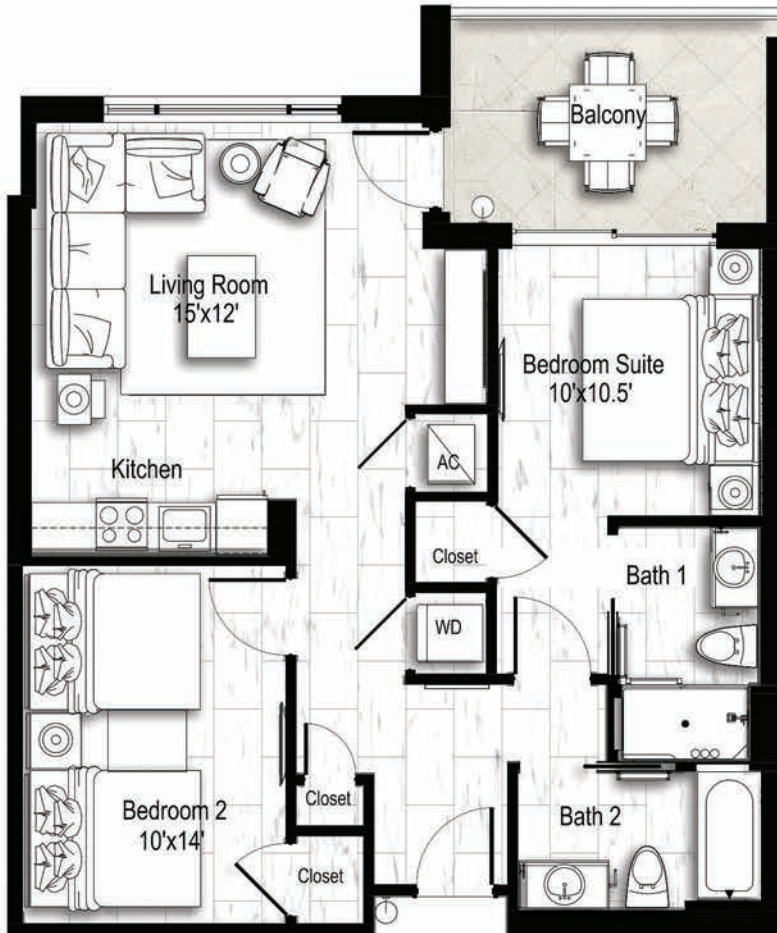 Balcony
Living Room
15'x12'
Bedroom Suite
10'x10.5'
AC
Kitchen
Closet
Bath 1
WD
Closet
Bedroom 2
10'x14'
Bath 2
Closet